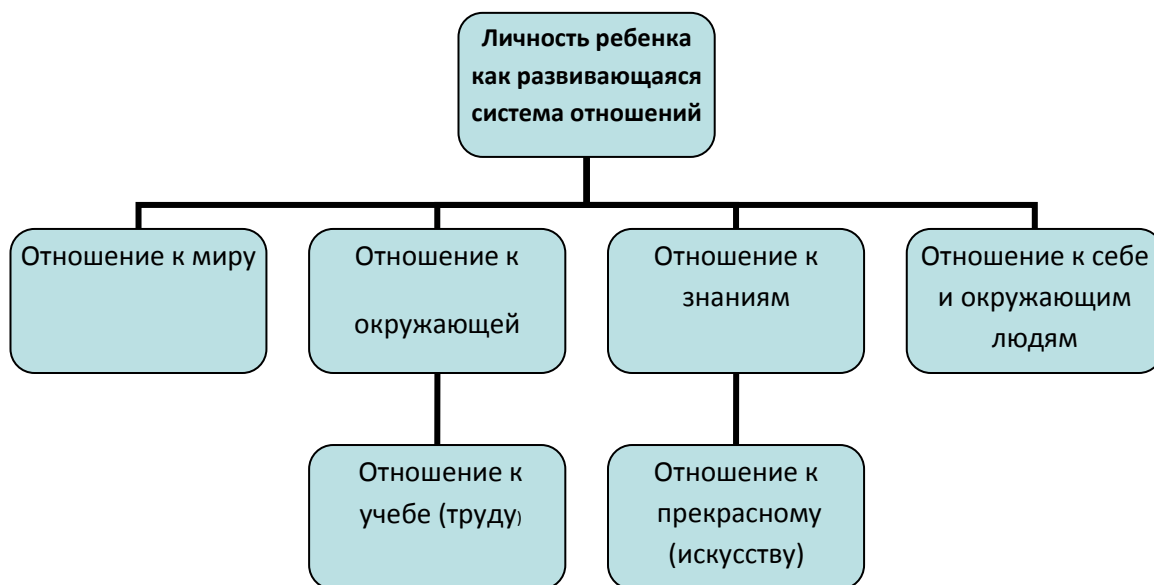 Личность ребенка
как развивающаяся
система отношений
Отношение к миру
Отношение к
окружающей
Отношение к
знаниям
Отношение к себе
и окружающим
людям
Отношение к
учебе (труду)
Отношение к
прекрасному
(искусству)